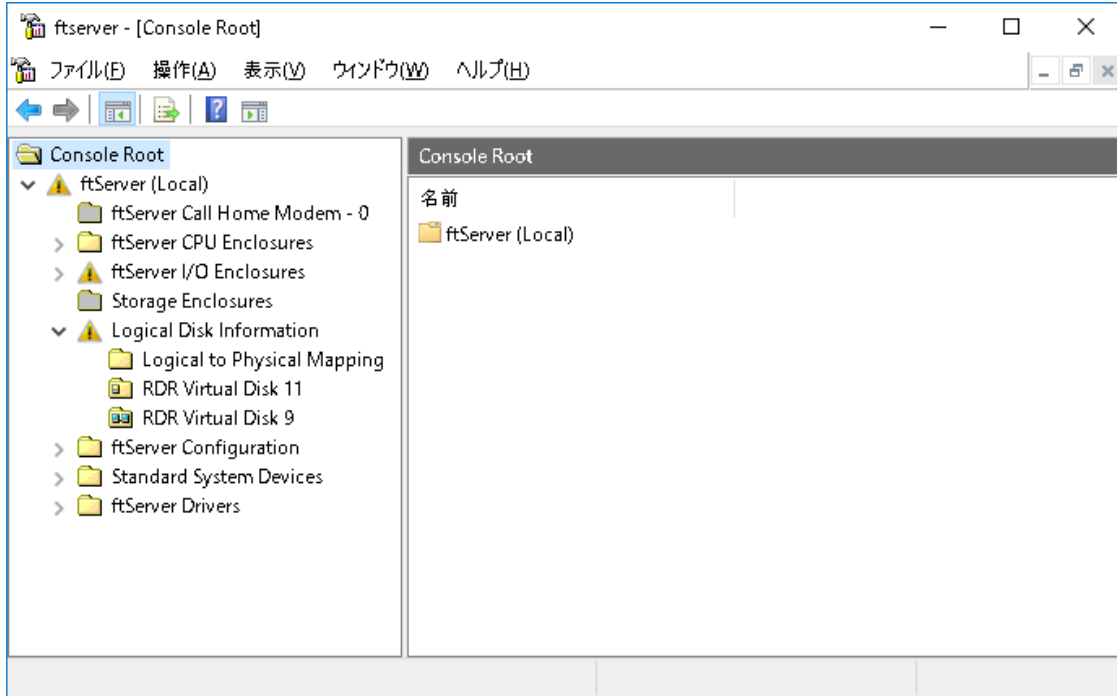 ftserver - [Console Root]
ファイル(F) 操作(A) 表示(V) ウインドウ(W) ヘルプ(H)
Console Root
ftServer (Local)
ftServer Call Home Modem - 0
ftServer CPU Enclosures
ftServer I/O Enclosures
Storage Enclosures
Logical Disk Information
Logical to Physical Mapping
RDR Virtual Disk 11
RDR Virtual Disk 9
ftServer Configuration
Standard System Devices
ftServer Drivers
Console Root
名前
ftServer (Local)